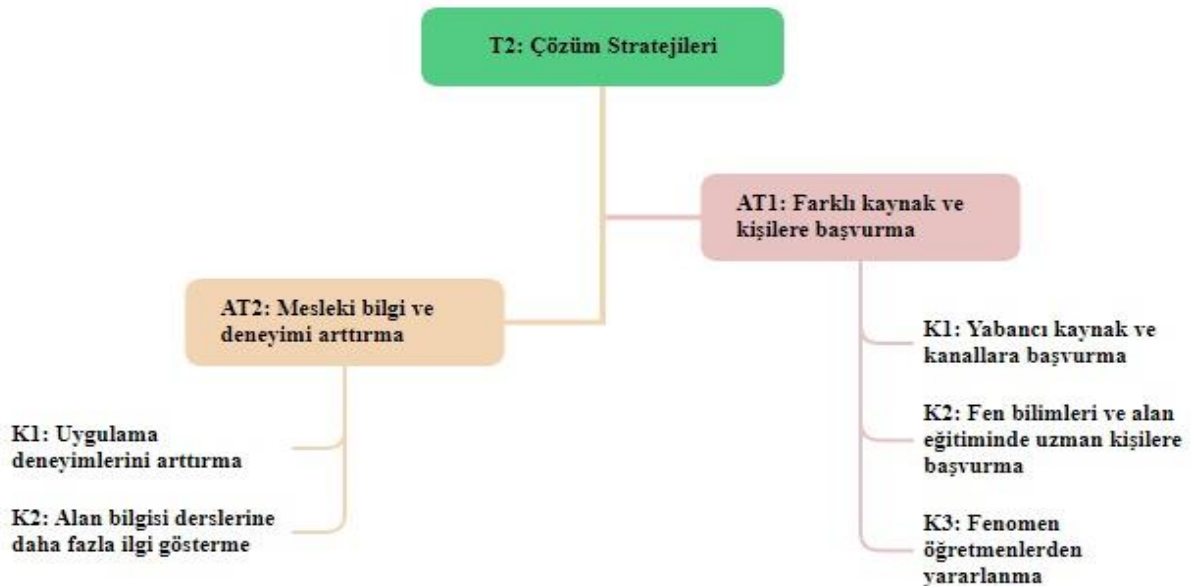 T2: Çözüm Stratejileri
AT1: Farklı kaynak ve
kişilere başvurma
AT2: Mesleki bilgi ve
deneyimi arttırma
K1: Yabancı kaynak ve
kanallara başvurma
K2: Fen bilimleri ve alan
eğitiminde uzman kişilere
başvurma
K3: Fenomen
öğretmenlerden
yararlanma
K1: Uygulama
deneyimlerini arttırma
K2: Alan bilgisi derslerine
daha fazla ilgi gösterme